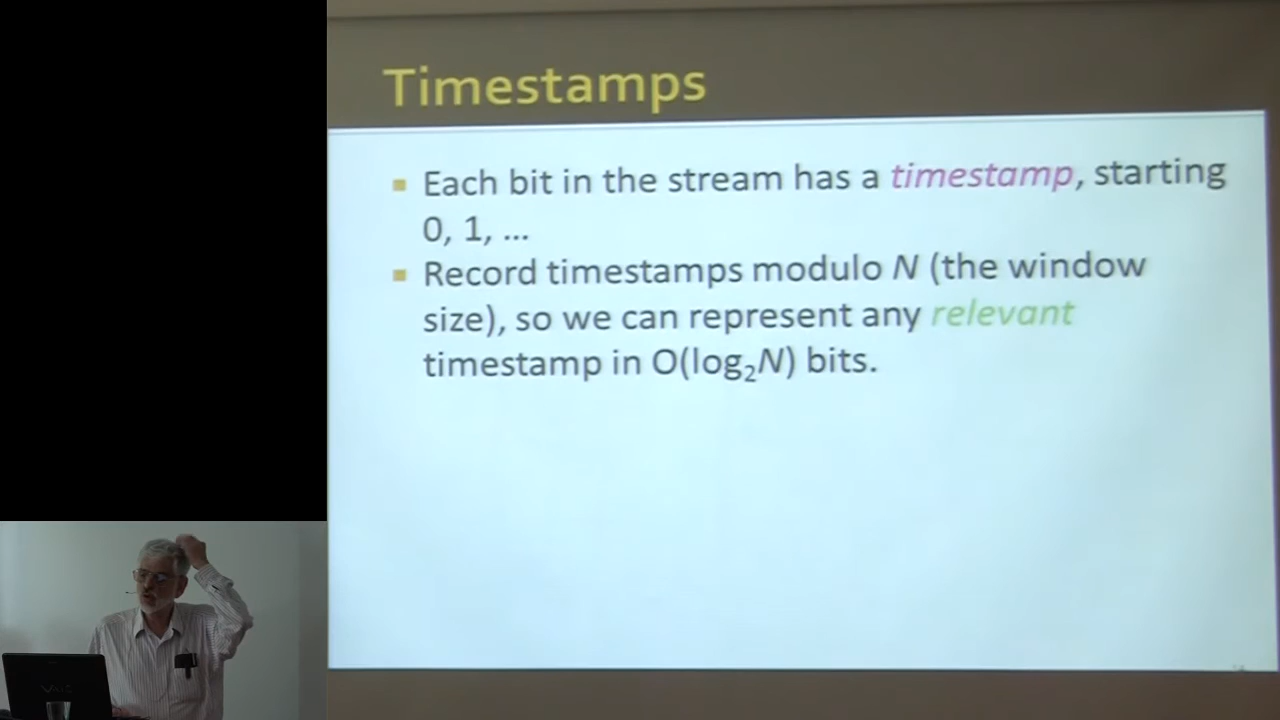 Timestamps
Each bit in the stream has a timestamp, starting
0, 1, ...
Record timestamps modulo N (the window
size), so we can represent any relevant
timestamp in O(log₂N) bits.